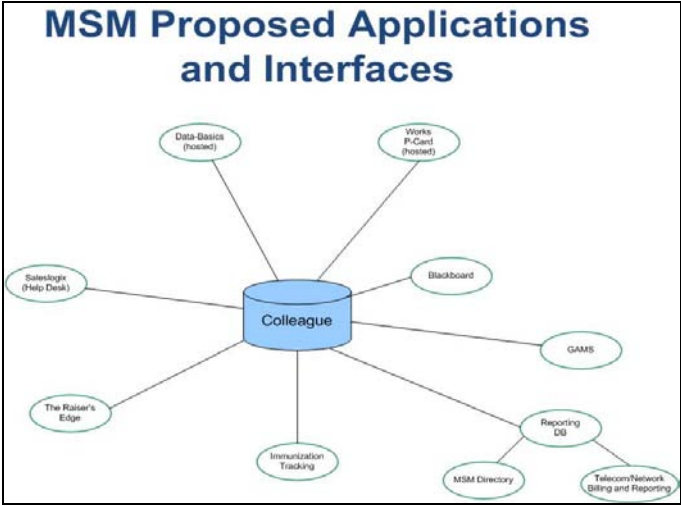 MSM Proposed Applications
and Interfaces
Data-Basics
(hosted)
Works
P-Card
(hosted)
Saleslogix
(Help Desk)
Blackboard
Colleague
GAMS
The Raiser's
Edge
Reporting
DB
Immunization
Tracking
MSM Directory
Telecom/Network
Billing and Reporting